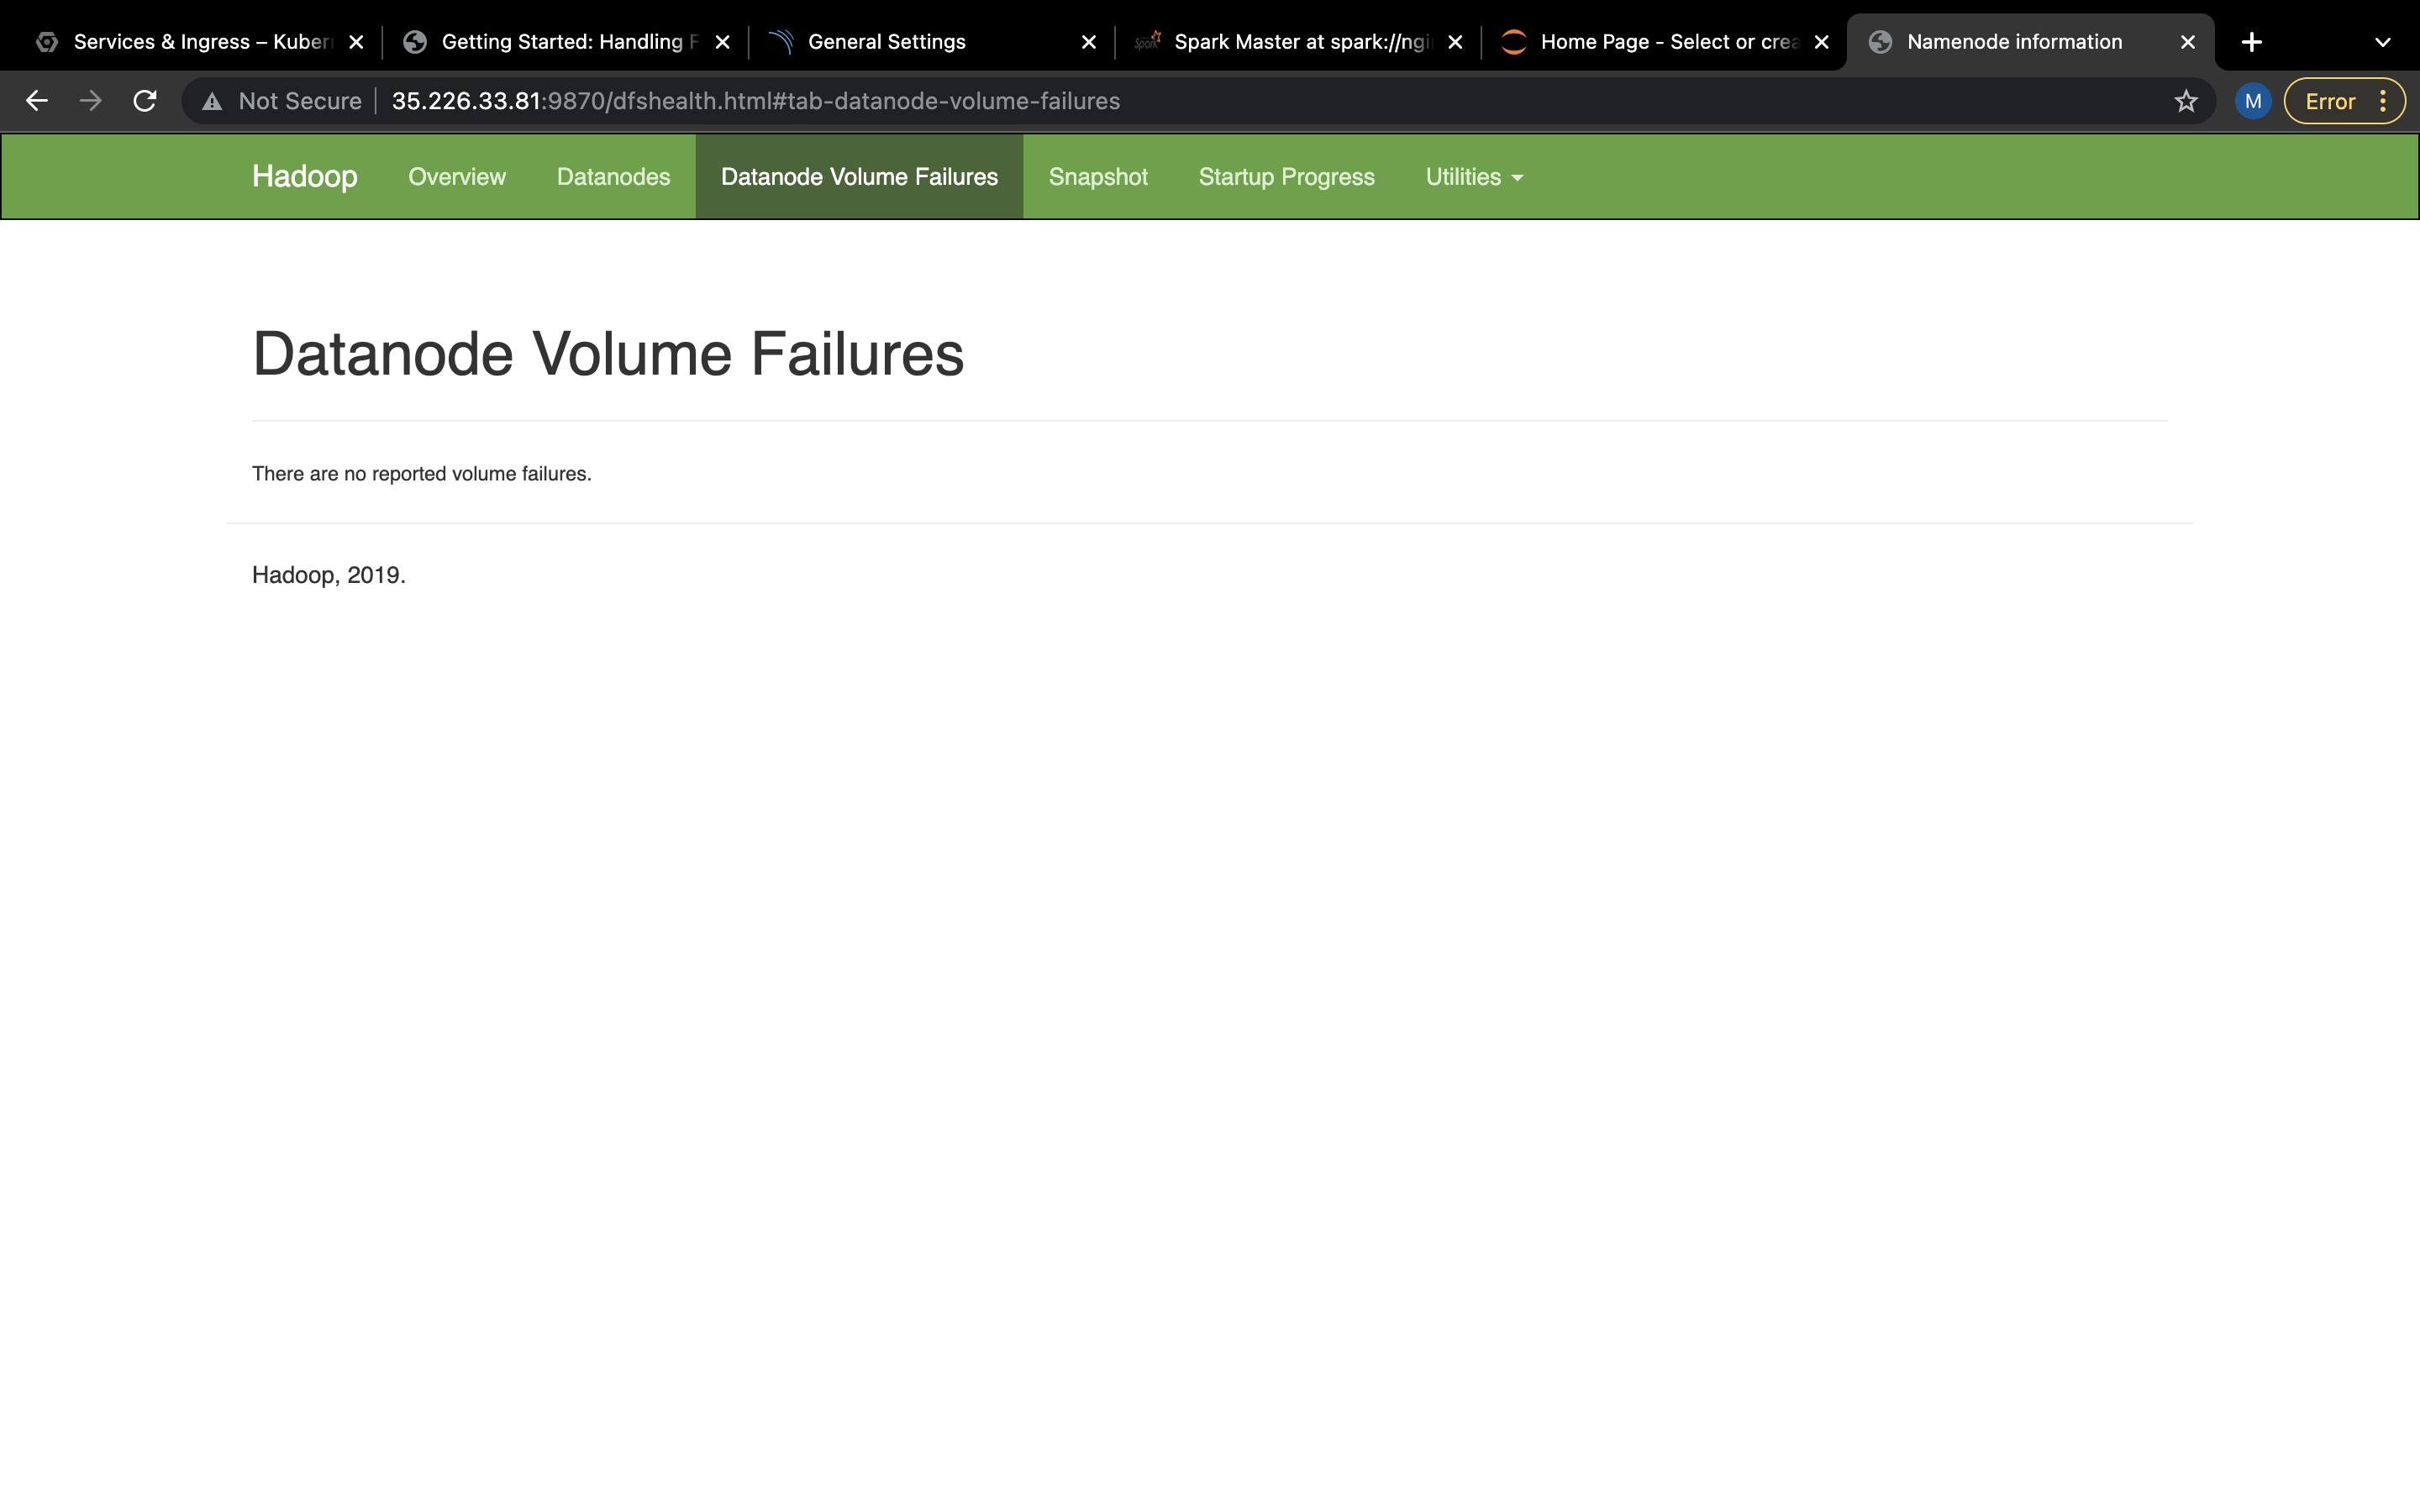 Services & Ingress – Kuber
Getting Started: Handling F
General Settings
Spark Master at spark://ngi
Home Page - Select or crea
Namenode information
Not Secure
35.226.33.81:9870/dfshealth.html#tab-datanode-volume-failures
M
Error
Hadoop
Overview
Datanodes
Datanode Volume Failures
Snapshot
Startup Progress
Utilities
Datanode Volume Failures
There are no reported volume failures.
Hadoop, 2019.